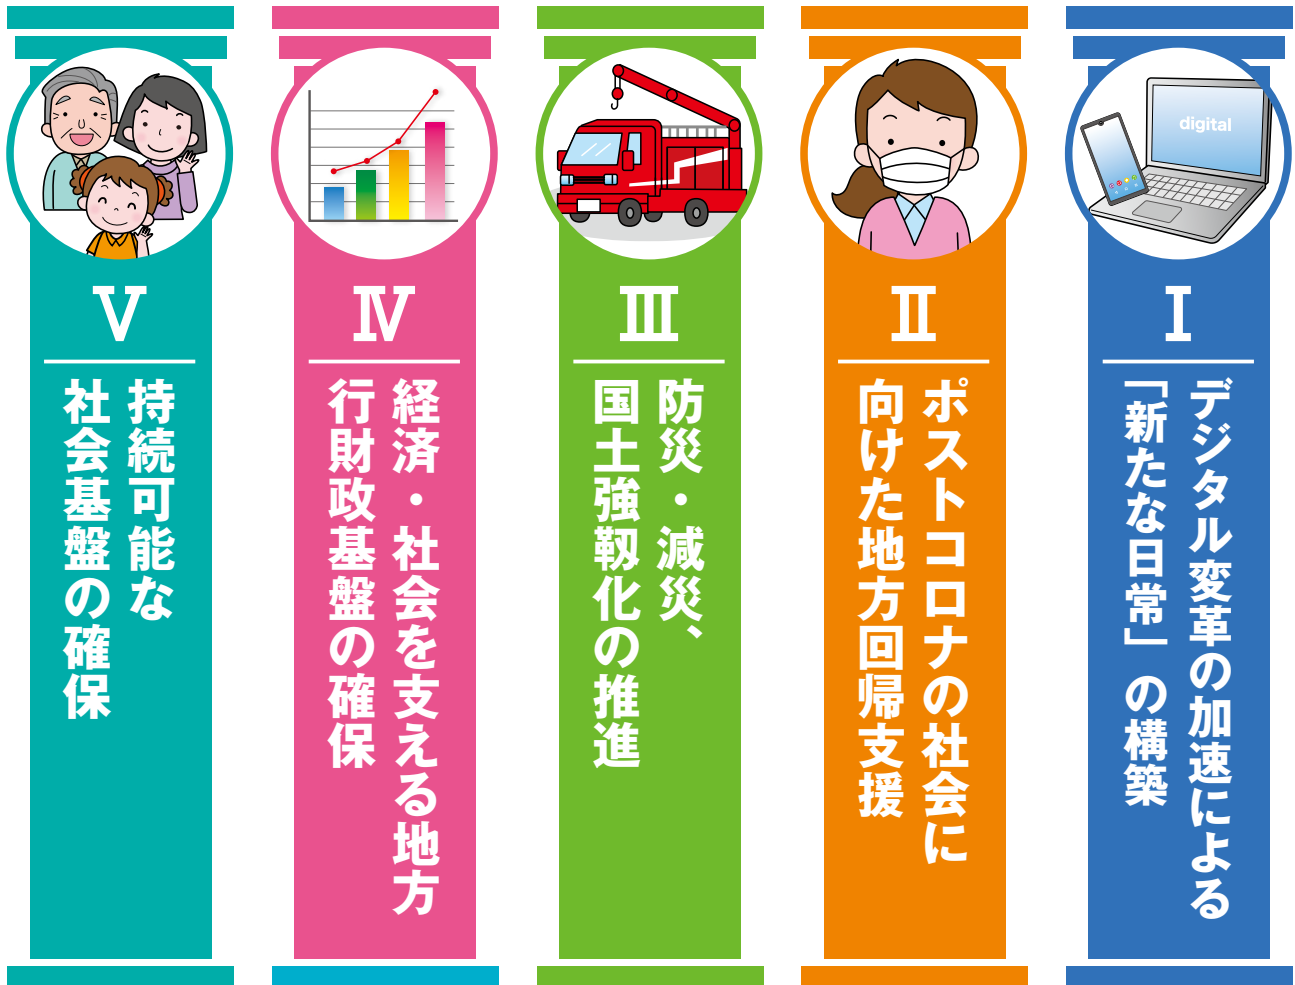 digital
Ⅰ
デジタル変革の加速による
「新たな日常」の構築
Ⅱ
ポストコロナの社会に
向けた地方回帰支援
Ⅲ
防災・減災、
国土強靱化の推進
Ⅳ
経済・社会を支える地方
行財政基盤の確保
Ⅴ
持続可能な
社会基盤の確保